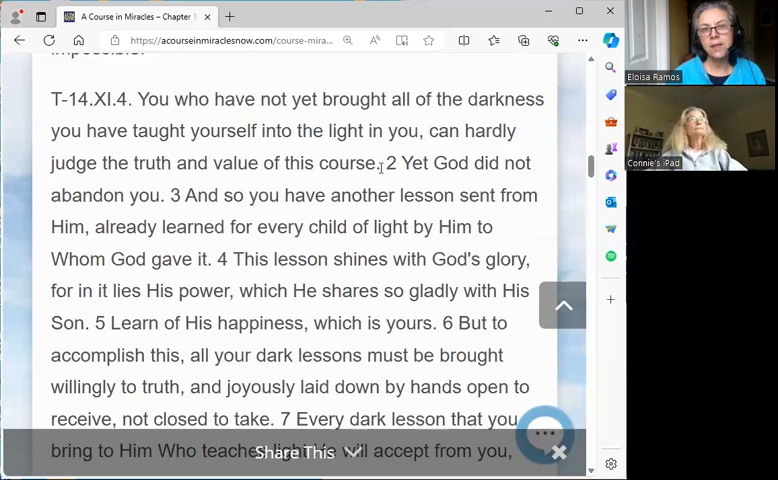 A Course in Miracles – Chapter 1
https://acourseinmiraclesnow.com/course-mira...
impossible.
T-14.XI.4. You who have not yet brought all of the darkness
you have taught yourself into the light in you, can hardly
judge the truth and value of this course. 2 Yet God did not
abandon you. 3 And so you have another lesson sent from
Him, already learned for every child of light by Him to
Whom God gave it. 4 This lesson shines with God's glory,
for in it lies His power, which He shares so gladly with His
Son. 5 Learn of His happiness, which is yours. 6 But to
accomplish this, all your dark lessons must be brought
willingly to truth, and joyously laid down by hands open to
receive, not closed to take. 7 Every dark lesson that you
bring to Him Who teaches light He will accept from you,
Share This
Eloisa Ramos
Connie's iPad